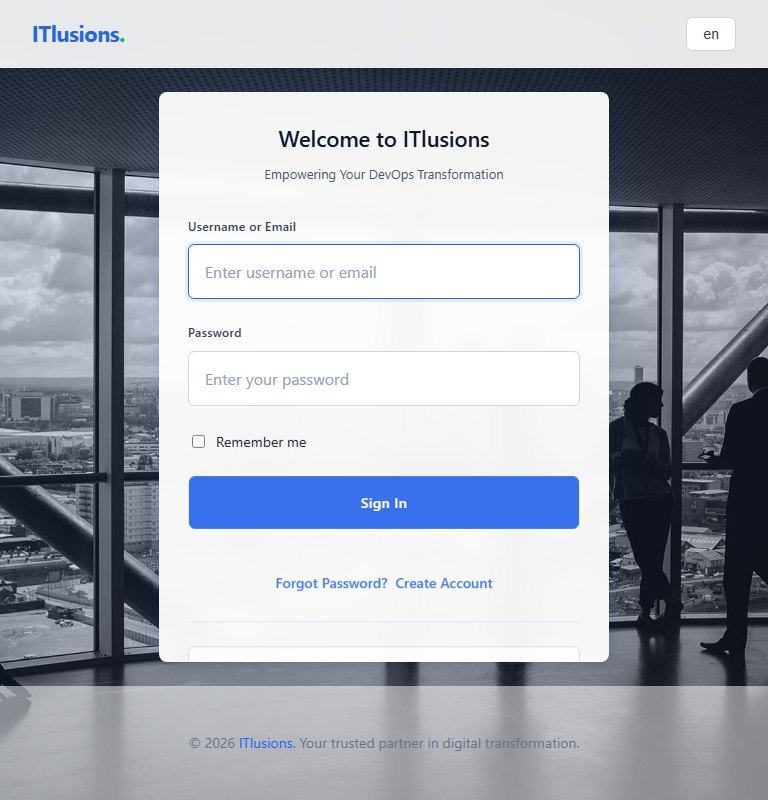 ITlusions.
en
Welcome to ITlusions
Empowering Your DevOps Transformation
Username or Email
Enter username or email
Password
Enter your password
Remember me
Sign In
Forgot Password? Create Account
© 2026 ITlusions. Your trusted partner in digital transformation.